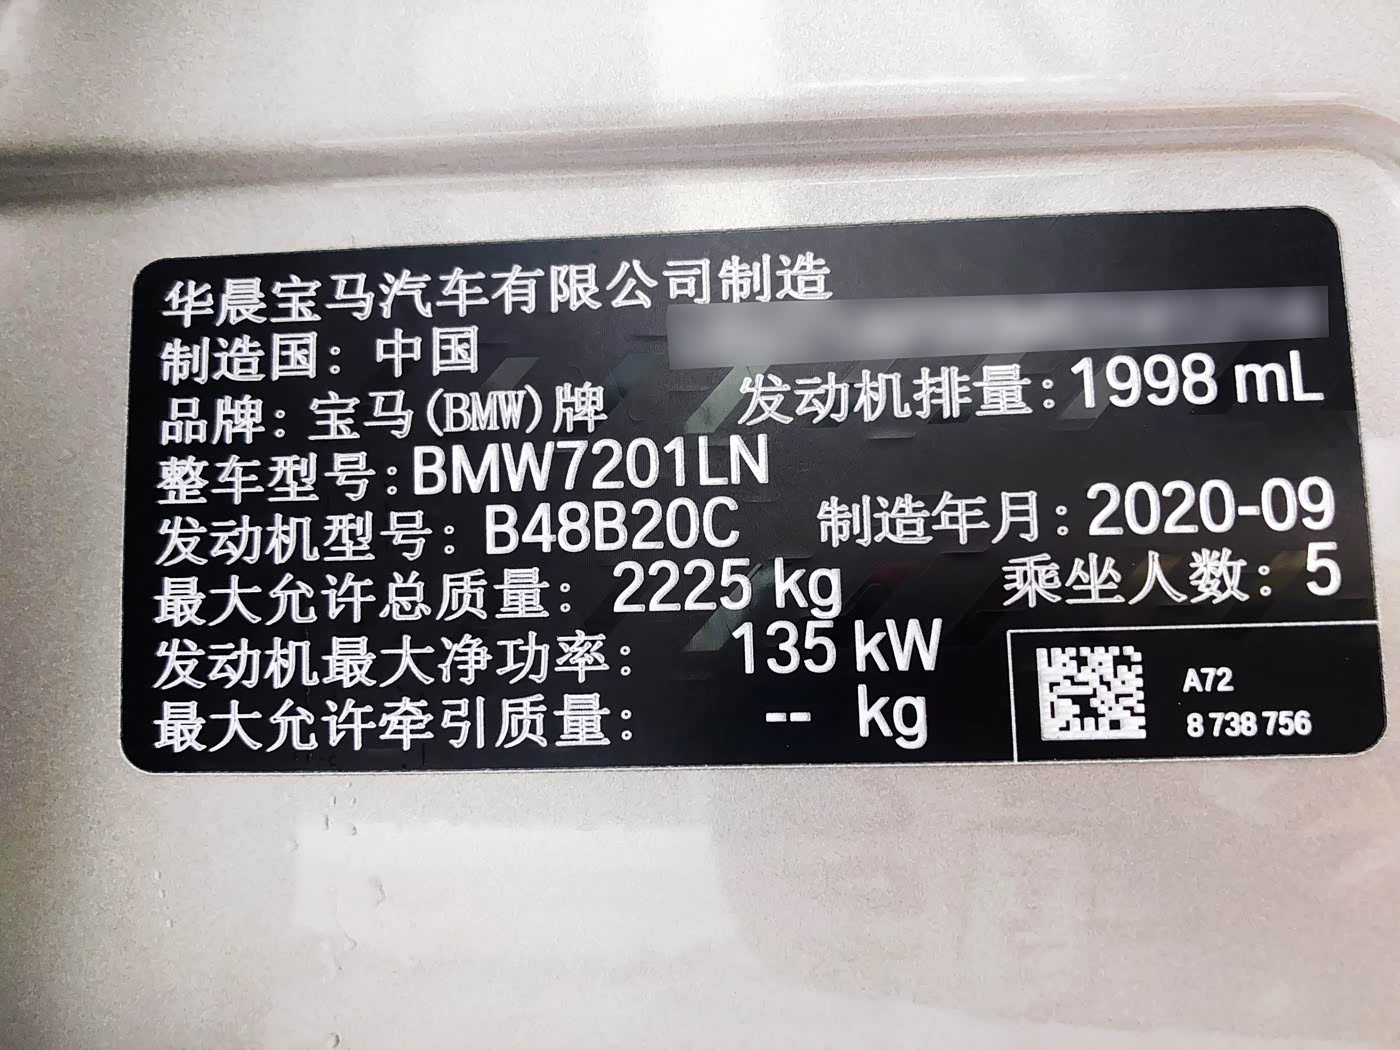 华晨宝马汽车有限公司制造
制造国：中国
品牌：宝马(BMW)牌 发动机排量：1998 mL
整车型号：BMW7201LN
发动机型号：B48B20C 制造年月：2020-09
最大允许总质量：2225 kg 乘坐人数：5
发动机最大净功率：135 kW
最大允许牵引质量：-- kg
A72
8 738 756